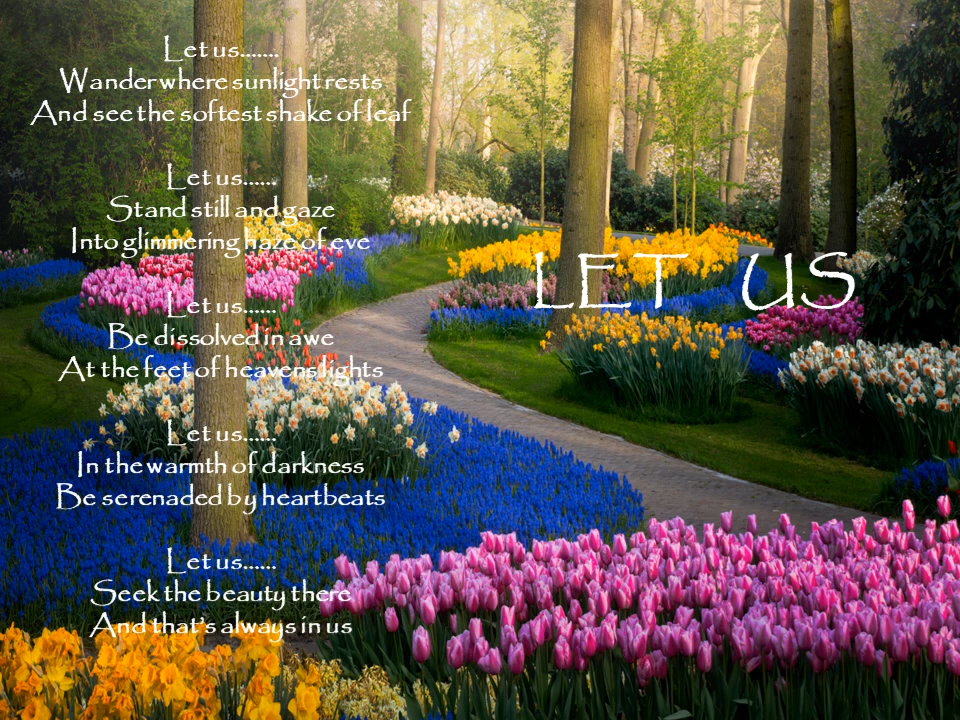 Let us.......
Wander where sunlight rests
And see the softest shake of leaf
Let us......
Stand still and gaze
Into glimmering haze of eve
Let us......
Be dissolved in awe
At the feet of heavens lights
Let us......
In the warmth of darkness
Be serenaded by heartbeats
Let us......
Seek the beauty there
And that's always in us
LET US